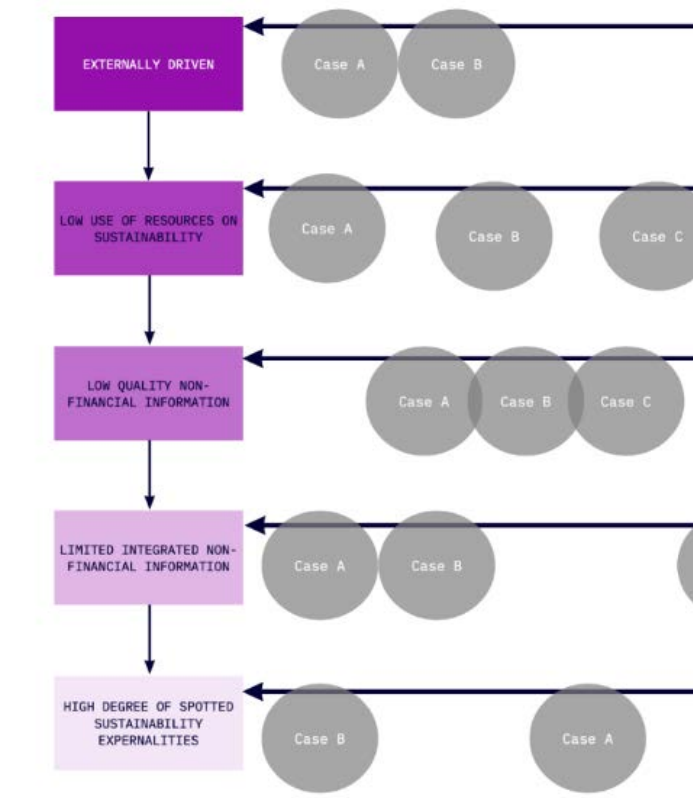 EXTERNALLY DRIVEN
Case A
Case B
LOW USE OF RESOURCES ON
SUSTAINABILITY
Case A
Case B
Case C
LOW QUALITY NON-
FINANCIAL INFORMATION
Case A
Case B
Case C
LIMITED INTEGRATED NON-
FINANCIAL INFORMATION
Case A
Case B
HIGH DEGREE OF SPOTTED
SUSTAINABILITY
EXPERNALITIES
Case B
Case A